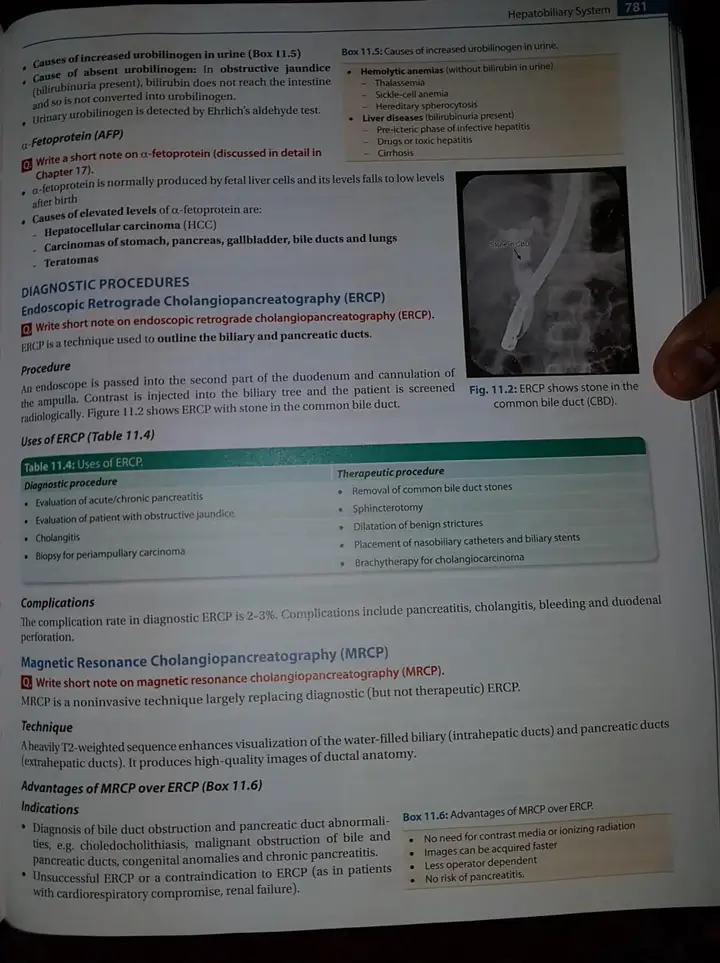 Hepatobiliary System 781
• Causes of increased urobilinogen in urine (Box 11.5)
• Cause of absent urobilinogen: In obstructive jaundice
(bilirubinuria present), bilirubin does not reach the intestine
and so is not converted into urobilinogen.
• Urinary urobilinogen is detected by Ehrlich's aldehyde test.
α-Fetoprotein (AFP)
Q. Write a short note on α-fetoprotein (discussed in detail in
Chapter 17).
• α-fetoprotein is normally produced by fetal liver cells and its levels falls to low levels
after birth
• Causes of elevated levels of α-fetoprotein are:
- Hepatocellular carcinoma (HCC)
- Carcinomas of stomach, pancreas, gallbladder, bile ducts and lungs
- Teratomas
Box 11.5: Causes of increased urobilinogen in urine.
• Hemolytic anemias (without bilirubin in urine)
– Thalassemia
– Sickle-cell anemia
– Hereditary spherocytosis
• Liver diseases (bilirubinuria present)
– Pre-icteric phase of infective hepatitis
– Drugs or toxic hepatitis
– Cirrhosis
DIAGNOSTIC PROCEDURES
Endoscopic Retrograde Cholangiopancreatography (ERCP)
Q. Write short note on endoscopic retrograde cholangiopancreatography (ERCP).
ERCP is a technique used to outline the biliary and pancreatic ducts.
Procedure
An endoscope is passed into the second part of the duodenum and cannulation of
the ampulla. Contrast is injected into the biliary tree and the patient is screened
radiologically. Figure 11.2 shows ERCP with stone in the common bile duct.
CBD
Fig. 11.2: ERCP shows stone in the
common bile duct (CBD).
Uses of ERCP (Table 11.4)
Table 11.4: Uses of ERCP.
Diagnostic procedure
• Evaluation of acute/chronic pancreatitis
• Evaluation of patient with obstructive jaundice
• Cholangitis
• Biopsy for periampullary carcinoma
Therapeutic procedure
• Removal of common bile duct stones
• Sphincterotomy
• Dilatation of benign strictures
• Placement of nasobiliary catheters and biliary stents
• Brachytherapy for cholangiocarcinoma
Complications
The complication rate in diagnostic ERCP is 2–3%. Complications include pancreatitis, cholangitis, bleeding and duodenal
perforation.
Magnetic Resonance Cholangiopancreatography (MRCP)
Q. Write short note on magnetic resonance cholangiopancreatography (MRCP).
MRCP is a noninvasive technique largely replacing diagnostic (but not therapeutic) ERCP.
Technique
A heavily T2-weighted sequence enhances visualization of the water-filled biliary (intrahepatic ducts) and pancreatic ducts
(extrahepatic ducts). It produces high-quality images of ductal anatomy.
Advantages of MRCP over ERCP (Box 11.6)
Indications
• Diagnosis of bile duct obstruction and pancreatic duct abnormali-
ties, e.g. choledocholithiasis, malignant obstruction of bile and
pancreatic ducts, congenital anomalies and chronic pancreatitis.
• Unsuccessful ERCP or a contraindication to ERCP (as in patients
with cardiorespiratory compromise, renal failure).
Box 11.6: Advantages of MRCP over ERCP.
• No need for contrast media or ionizing radiation
• Images can be acquired faster
• Less operator dependent
• No risk of pancreatitis.